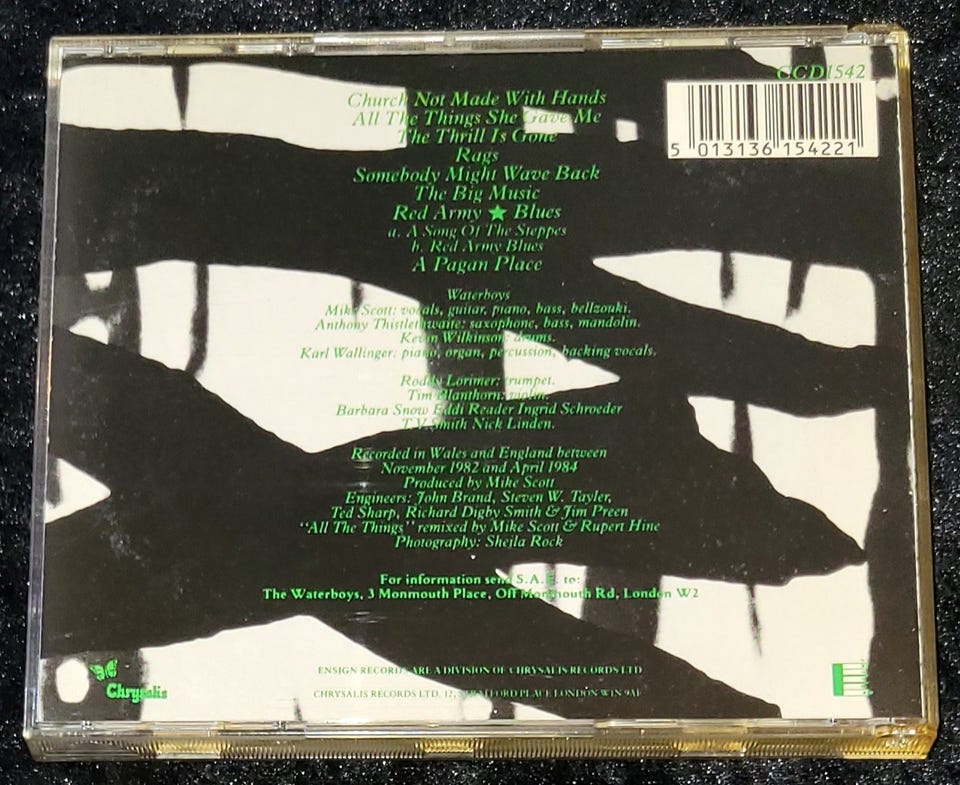 CCD1542
5 013136 154221
Church Not Made With Hands
All The Things She Gave Me
The Thrill Is Gone
Rags
Somebody Might Wave Back
The Big Music
Red Army ★ Blues
a. A Song Of The Steppes
b. Red Army Blues
A Pagan Place
Waterboys
Mike Scott: vocals, guitar, piano, bass, bellzouki.
Anthony Thistlethwaite: saxophone, bass, mandolin.
Kevin Wilkinson: drums.
Karl Wallinger: piano, organ, percussion, backing vocals.
Roddy Lorimer: trumpet.
Tim Blanthorn: violin.
Barbara Snow Eddi Reader Ingrid Schroeder
T.V. Smith Nick Linden.
Recorded in Wales and England between
November 1982 and April 1984
Produced by Mike Scott
Engineers: John Brand, Steven W. Tayler,
Ted Sharp, Richard Digby Smith & Jim Preen
"All The Things" remixed by Mike Scott & Rupert Hine
Photography: Sheila Rock
For information send S.A.E. to:
The Waterboys, 3 Monmouth Place, Off Monmouth Rd, London W2
ENSIGN RECORDS ARE A DIVISION OF CHRYSALIS RECORDS LTD
Chrysalis
CHRYSALIS RECORDS LTD. 12, STRATFORD PLACE LONDON W1N 9AF